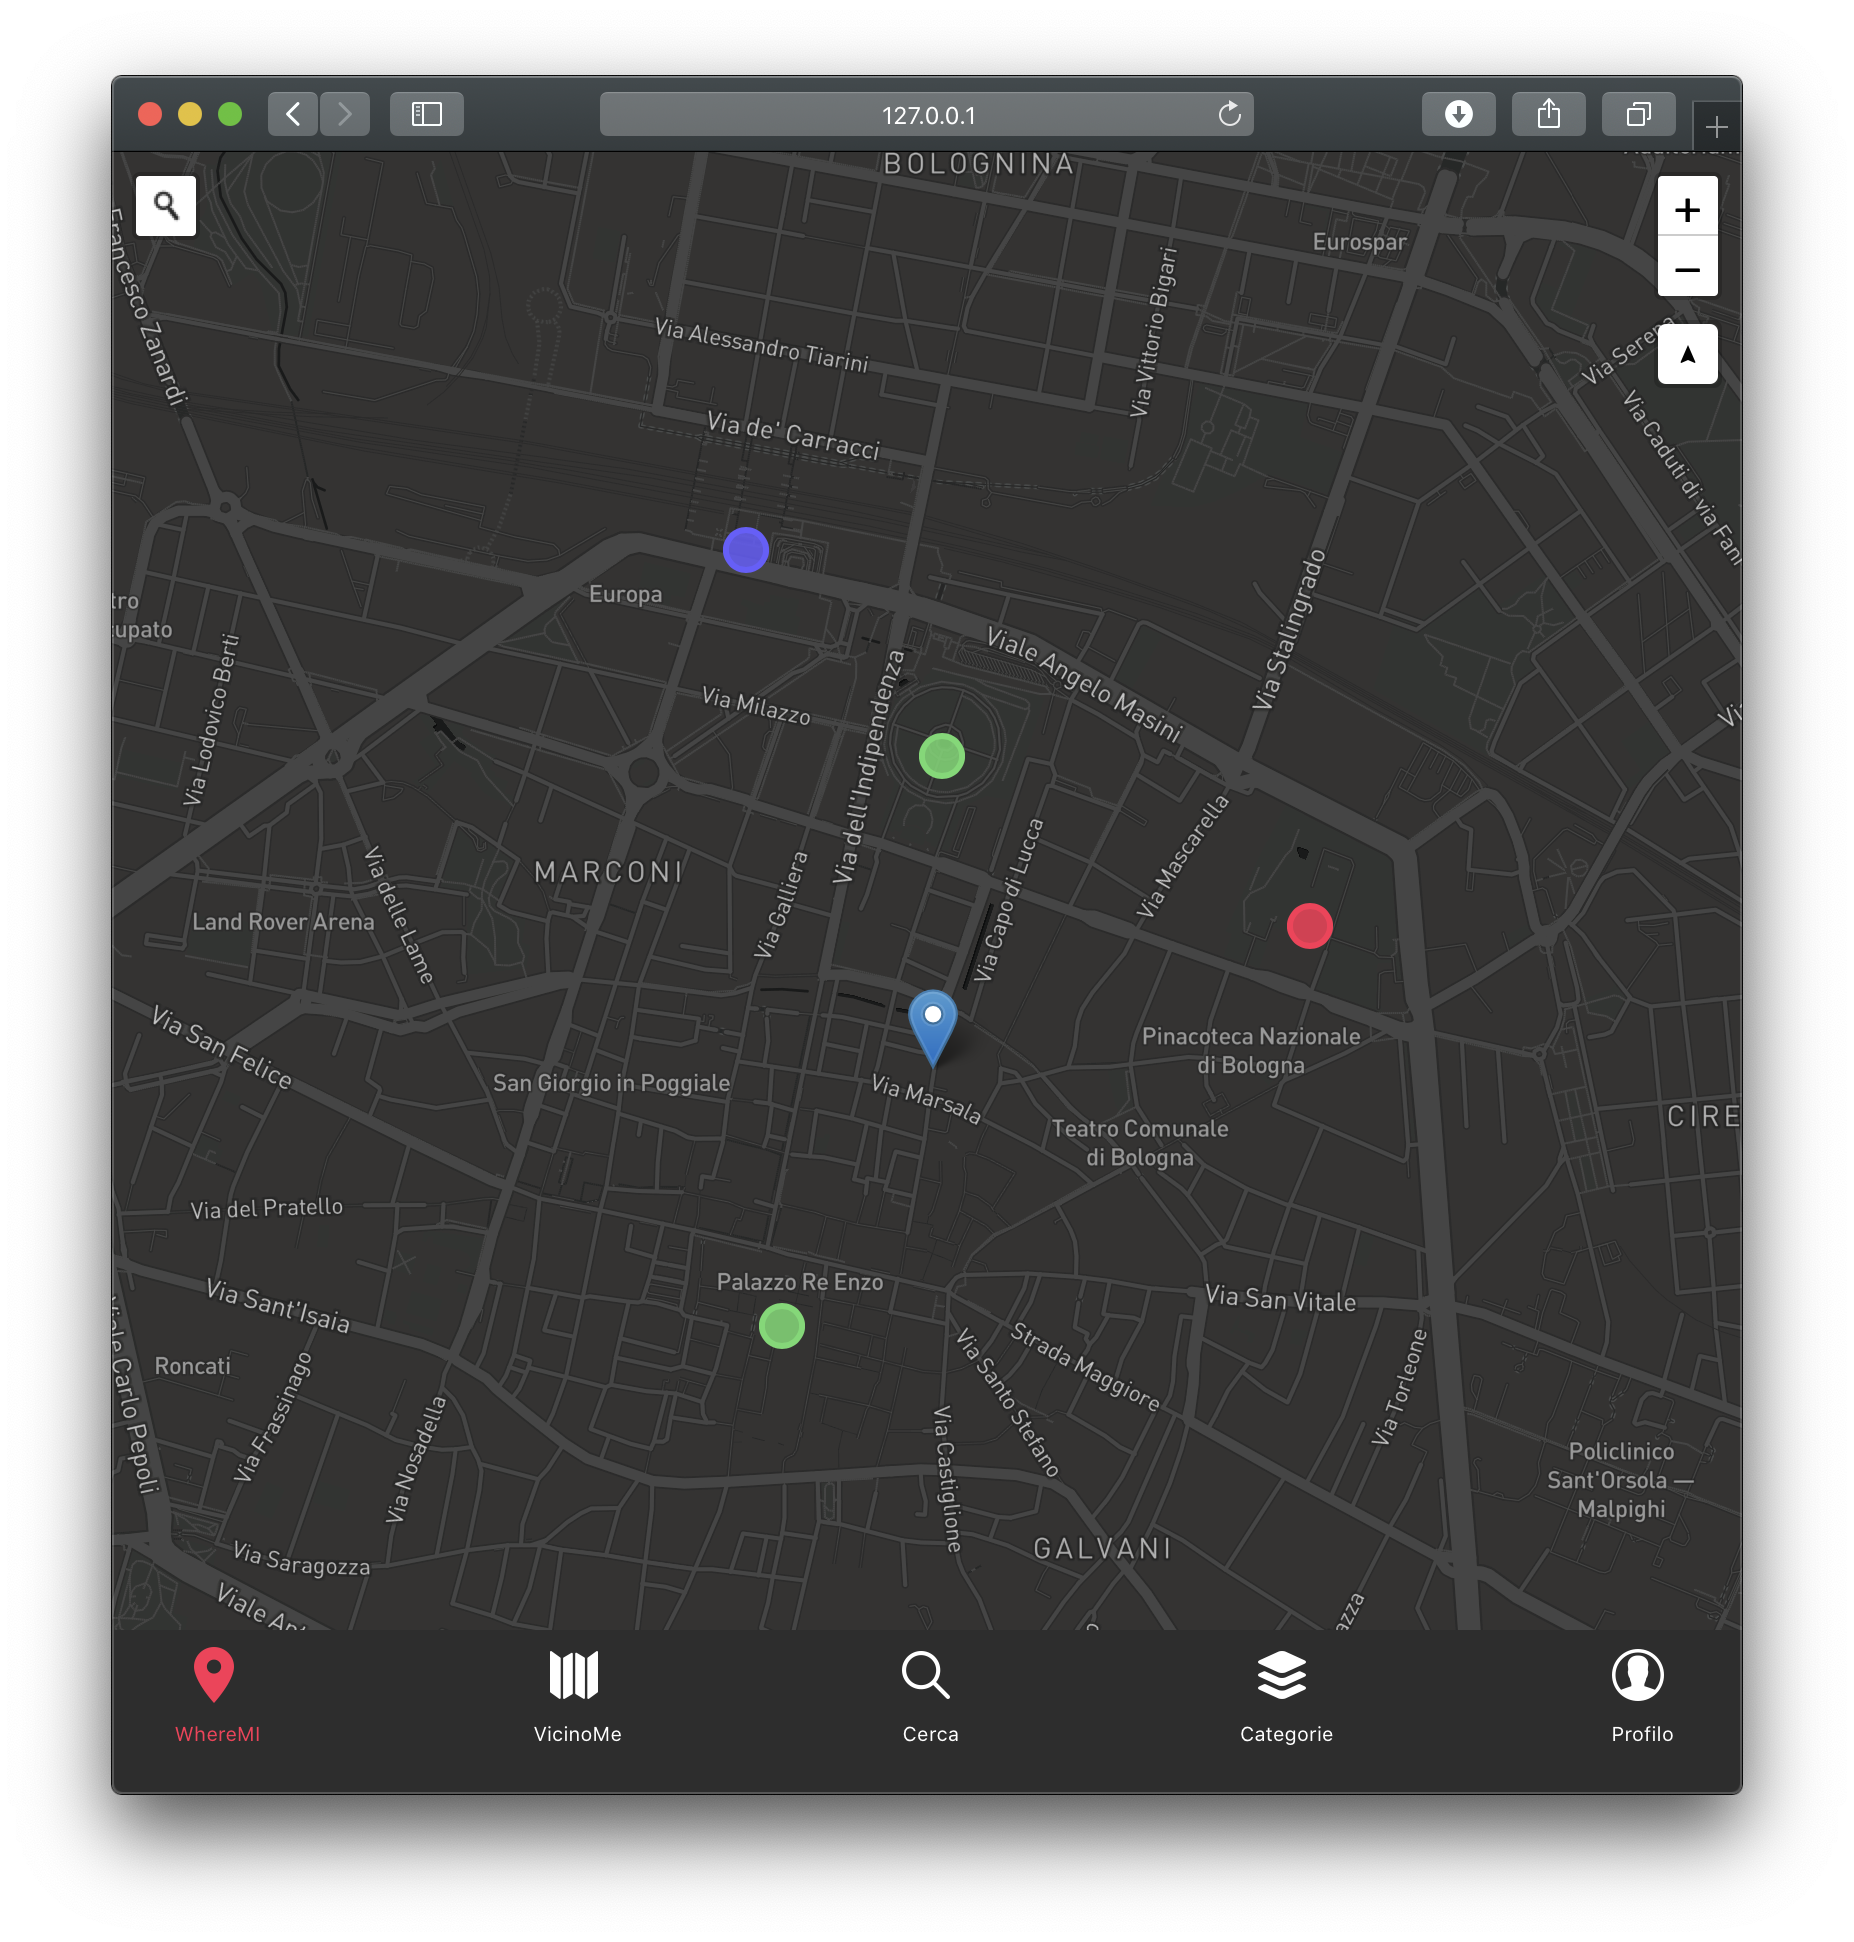 127.0.0.1
BOLOGNINA
Eurospar
Francesco Zanardi
Via Alessandro Tiarini
Via Vittorio Bigari
Via Serena
Via de' Carracci
Via Caduti di via Fani
Europa
tro
cupato
Via Stalingrado
Viale Angelo Masini
Via Lodovico Berti
Via Milazzo
Via dell'Indipendenza
MARCONI
Via Mascarella
Via Capo di Lucca
Via Galliera
Via delle Lame
Land Rover Arena
Via San Felice
Pinacoteca Nazionale
di Bologna
San Giorgio in Poggiale
Via Marsala
CIRE
Teatro Comunale
di Bologna
Via del Pratello
Palazzo Re Enzo
Via Sant'Isaia
Via San Vitale
Strada Maggiore
Via Santo Stefano
Roncati
Viale Carlo Pepoli
Via Frassinago
Via Nosadella
Via Castiglione
Via Torleone
Policlinico
Sant'Orsola —
Malpighi
GALVANI
Via Saragozza
Viale Ant
azza
WhereMI
VicinoMe
Cerca
Categorie
Profilo